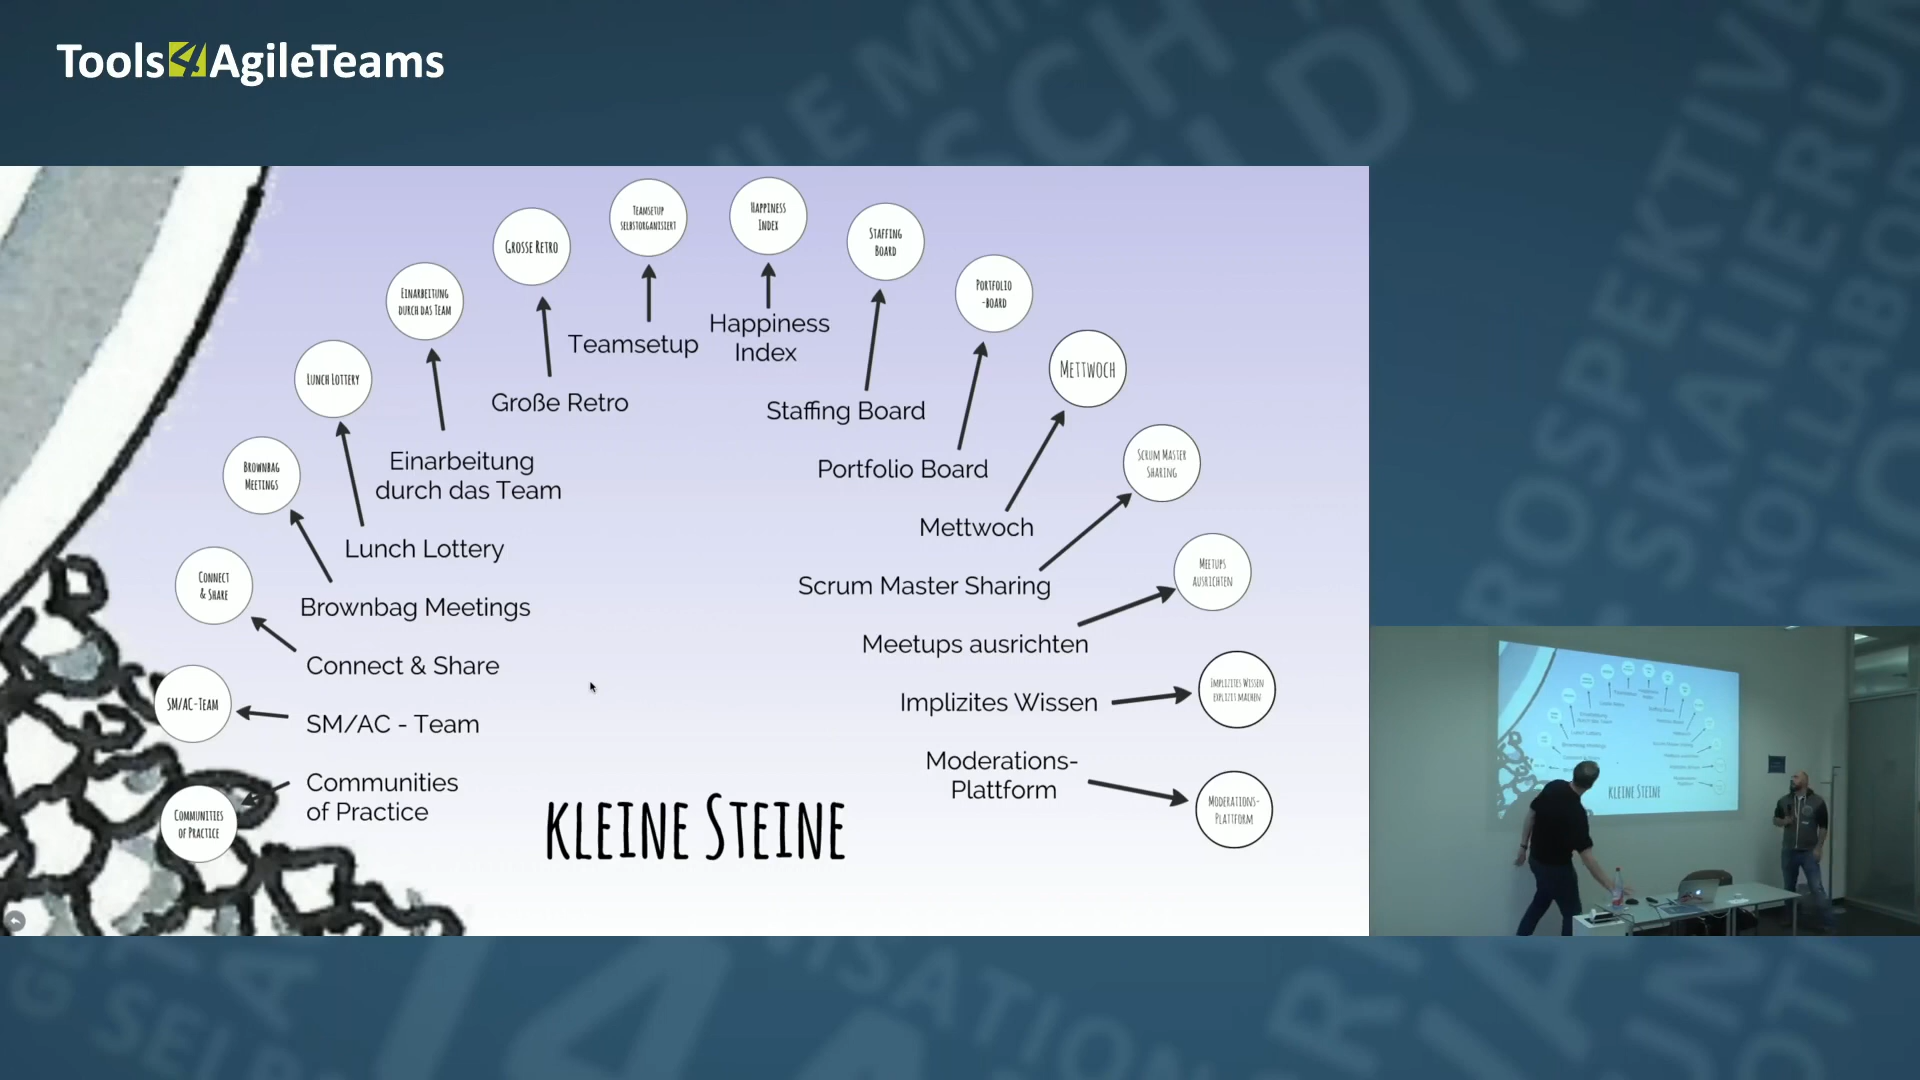 Tools4AgileTeams
TEAMSETUP
SELBSTORGANISIERT
HAPPINESS
INDEX
GROSSE RETRO
STAFFING
BOARD
EINARBEITUNG
DURCH DAS TEAM
PORTFOLIO
-BOARD
LUNCH LOTTERY
METTWOCH
BROWNBAG
MEETINGS
SCRUM MASTER
SHARING
CONNECT
& SHARE
MEETUPS
AUSRICHTEN
SM/AC-TEAM
IMPLIZITES WISSEN
EXPLIZIT MACHEN
COMMUNITIES
OF PRACTICE
MODERATIONS-
PLATTFORM
Teamsetup
Happiness
Index
Große Retro
Staffing Board
Einarbeitung
durch das Team
Portfolio Board
Lunch Lottery
Mettwoch
Brownbag Meetings
Scrum Master Sharing
Connect & Share
Meetups ausrichten
SM/AC - Team
Implizites Wissen
Communities
of Practice
Moderations-
Plattform
KLEINE STEINE
KLEINE STEINE